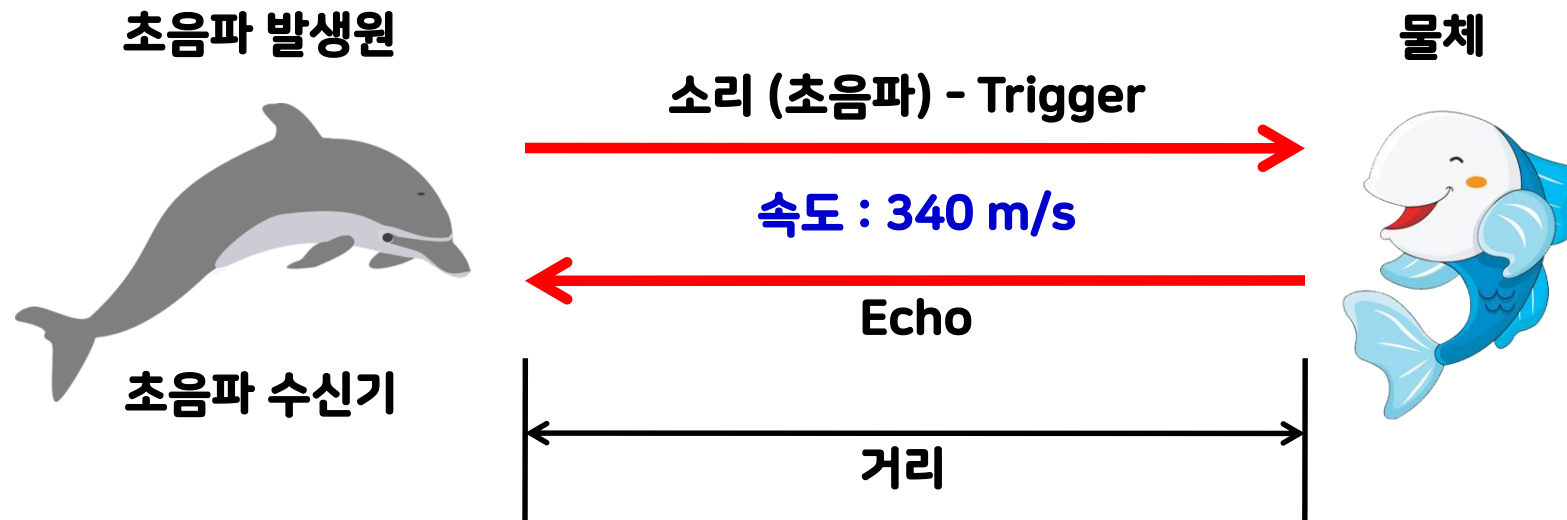 초음파 발생원
물체
소리 (초음파) - Trigger
속도 : 340 m/s
Echo
초음파 수신기
거리